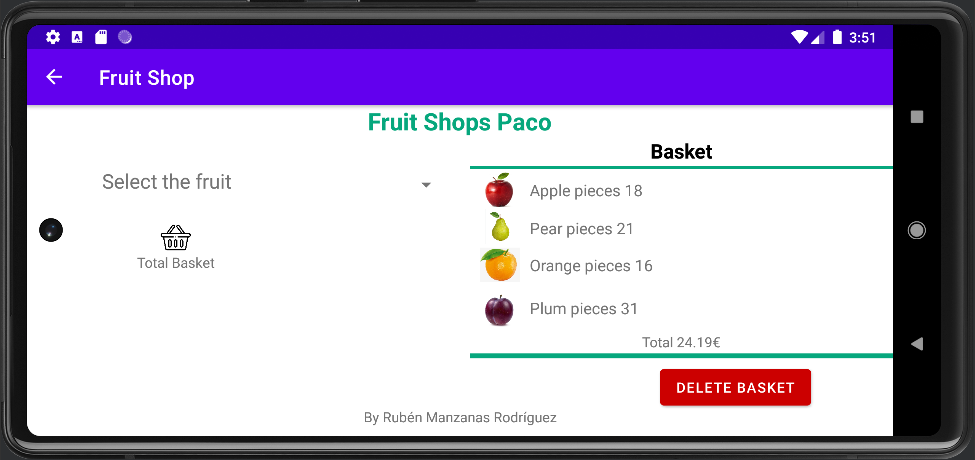 3:51
Fruit Shop
Fruit Shops Paco
Select the fruit
Total Basket
Basket
Apple pieces 18
Pear pieces 21
Orange pieces 16
Plum pieces 31
Total 24.19€
DELETE BASKET
By Rubén Manzanas Rodríguez